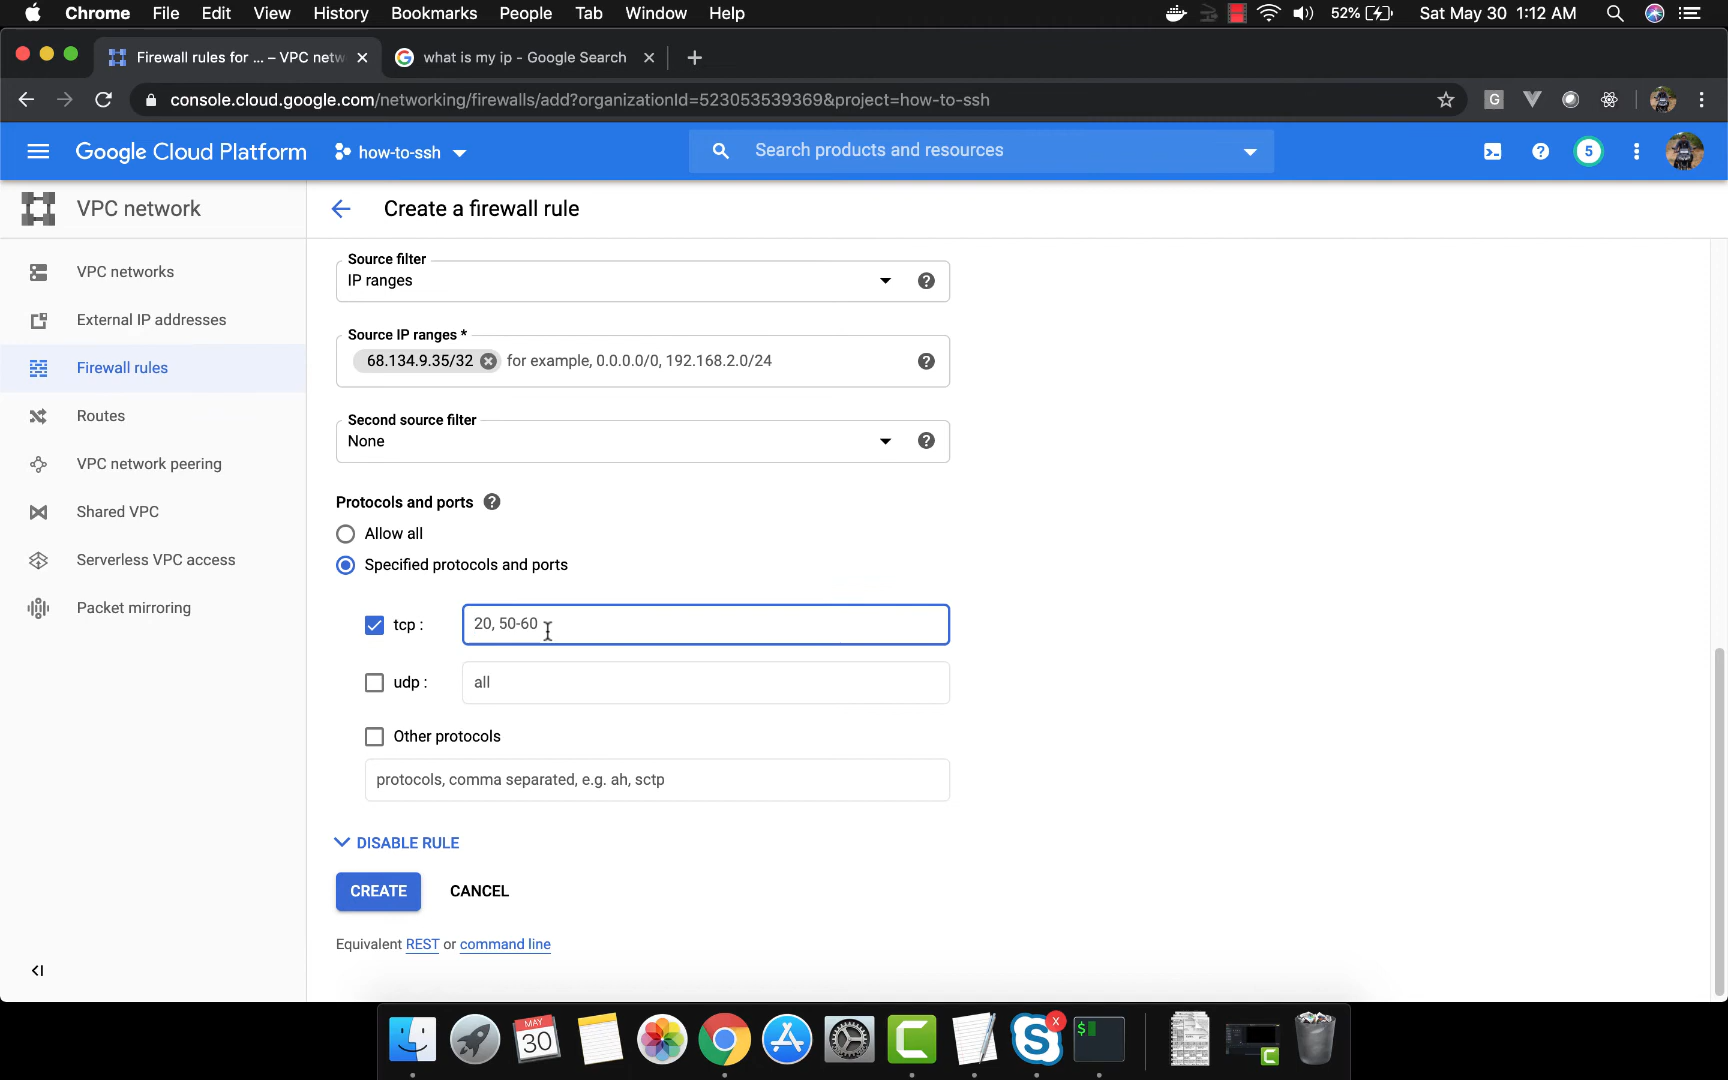 Chrome File Edit View History Bookmarks People Tab Window Help 52% Sat May 30 1:12 AM
Firewall rules for ... – VPC netw what is my ip - Google Search
console.cloud.google.com/networking/firewalls/add?organizationId=523053539369&project=how-to-ssh G
Google Cloud Platform how-to-ssh Search products and resources ? 5
VPC network Create a firewall rule
VPC networks
External IP addresses
Firewall rules
Routes
VPC network peering
Shared VPC
Serverless VPC access
Packet mirroring
Source filter
IP ranges
Source IP ranges *
68.134.9.35/32 for example, 0.0.0.0/0, 192.168.2.0/24
Second source filter
None
Protocols and ports
Allow all
Specified protocols and ports
tcp : 20, 50-60
udp : all
Other protocols
protocols, comma separated, e.g. ah, sctp
DISABLE RULE
CREATE CANCEL
Equivalent REST or command line
MAY
30
x
$